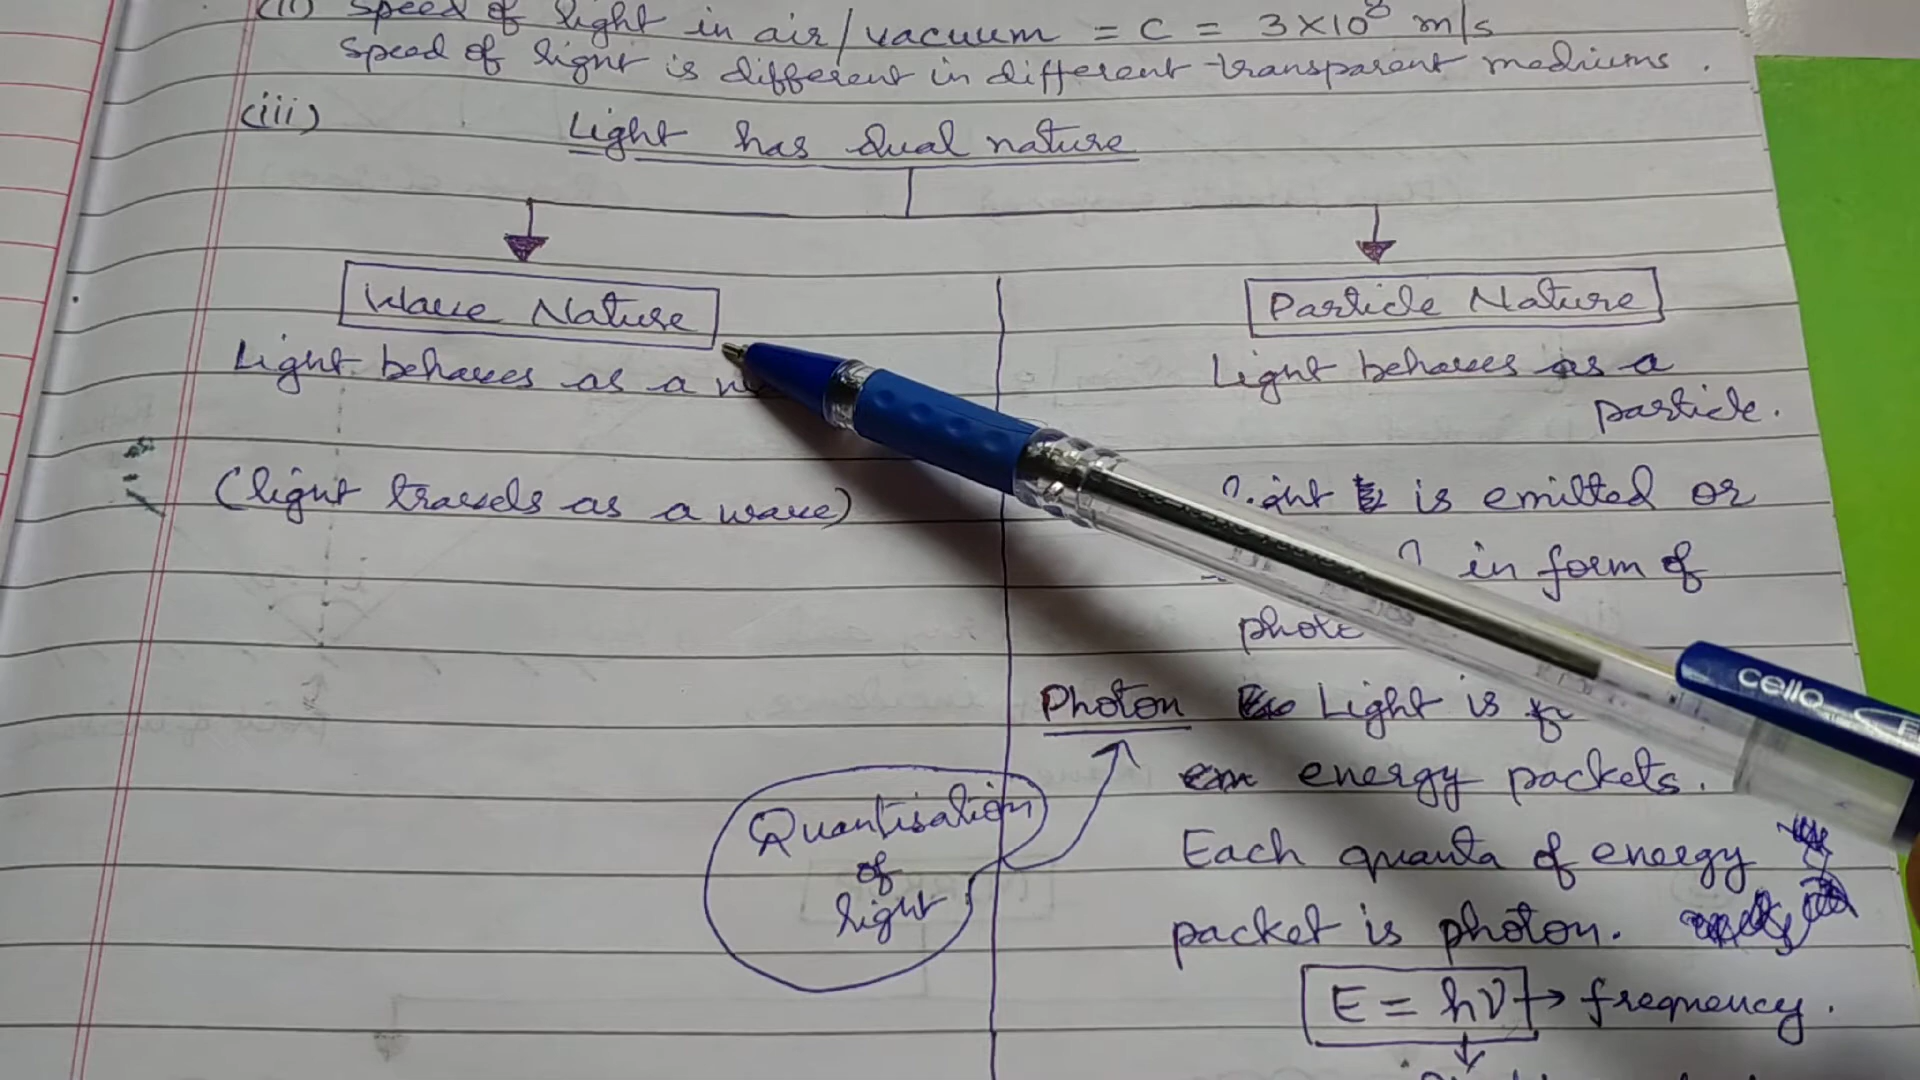 (ii) Speed of light in air/vacuum = c = 3×10⁸ m/s
Speed of light is different in different transparent mediums.
(iii) Light has dual nature
Wave Nature
Light behaves as a
(light travels as a wave)
Particle Nature
Light behaves as a
particle.
is emitted or
in form of
Photon Light is
energy packets.
Each quanta of energy
packet is photon.
E = hν → frequency.
Quantisation
of
light
cello